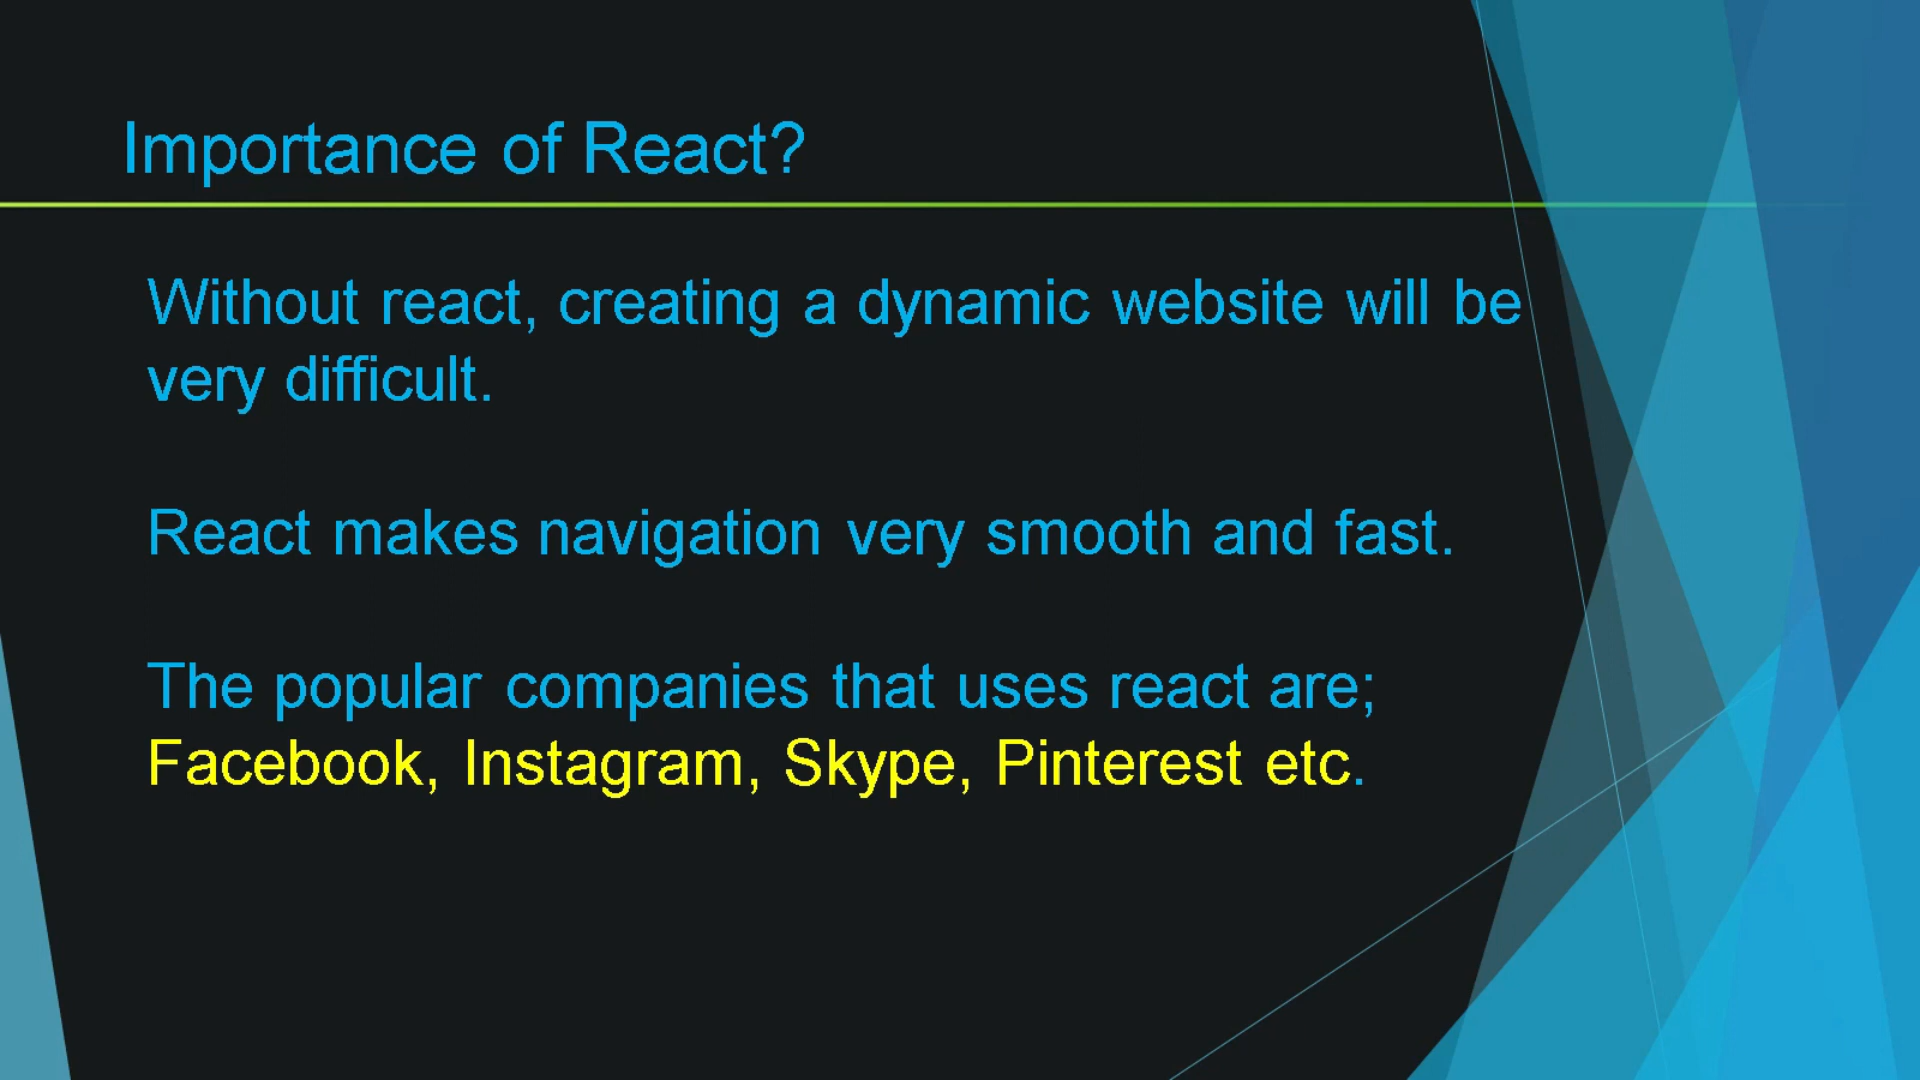 Importance of React?
Without react, creating a dynamic website will be
very difficult.
React makes navigation very smooth and fast.
The popular companies that uses react are;
Facebook, Instagram, Skype, Pinterest etc.